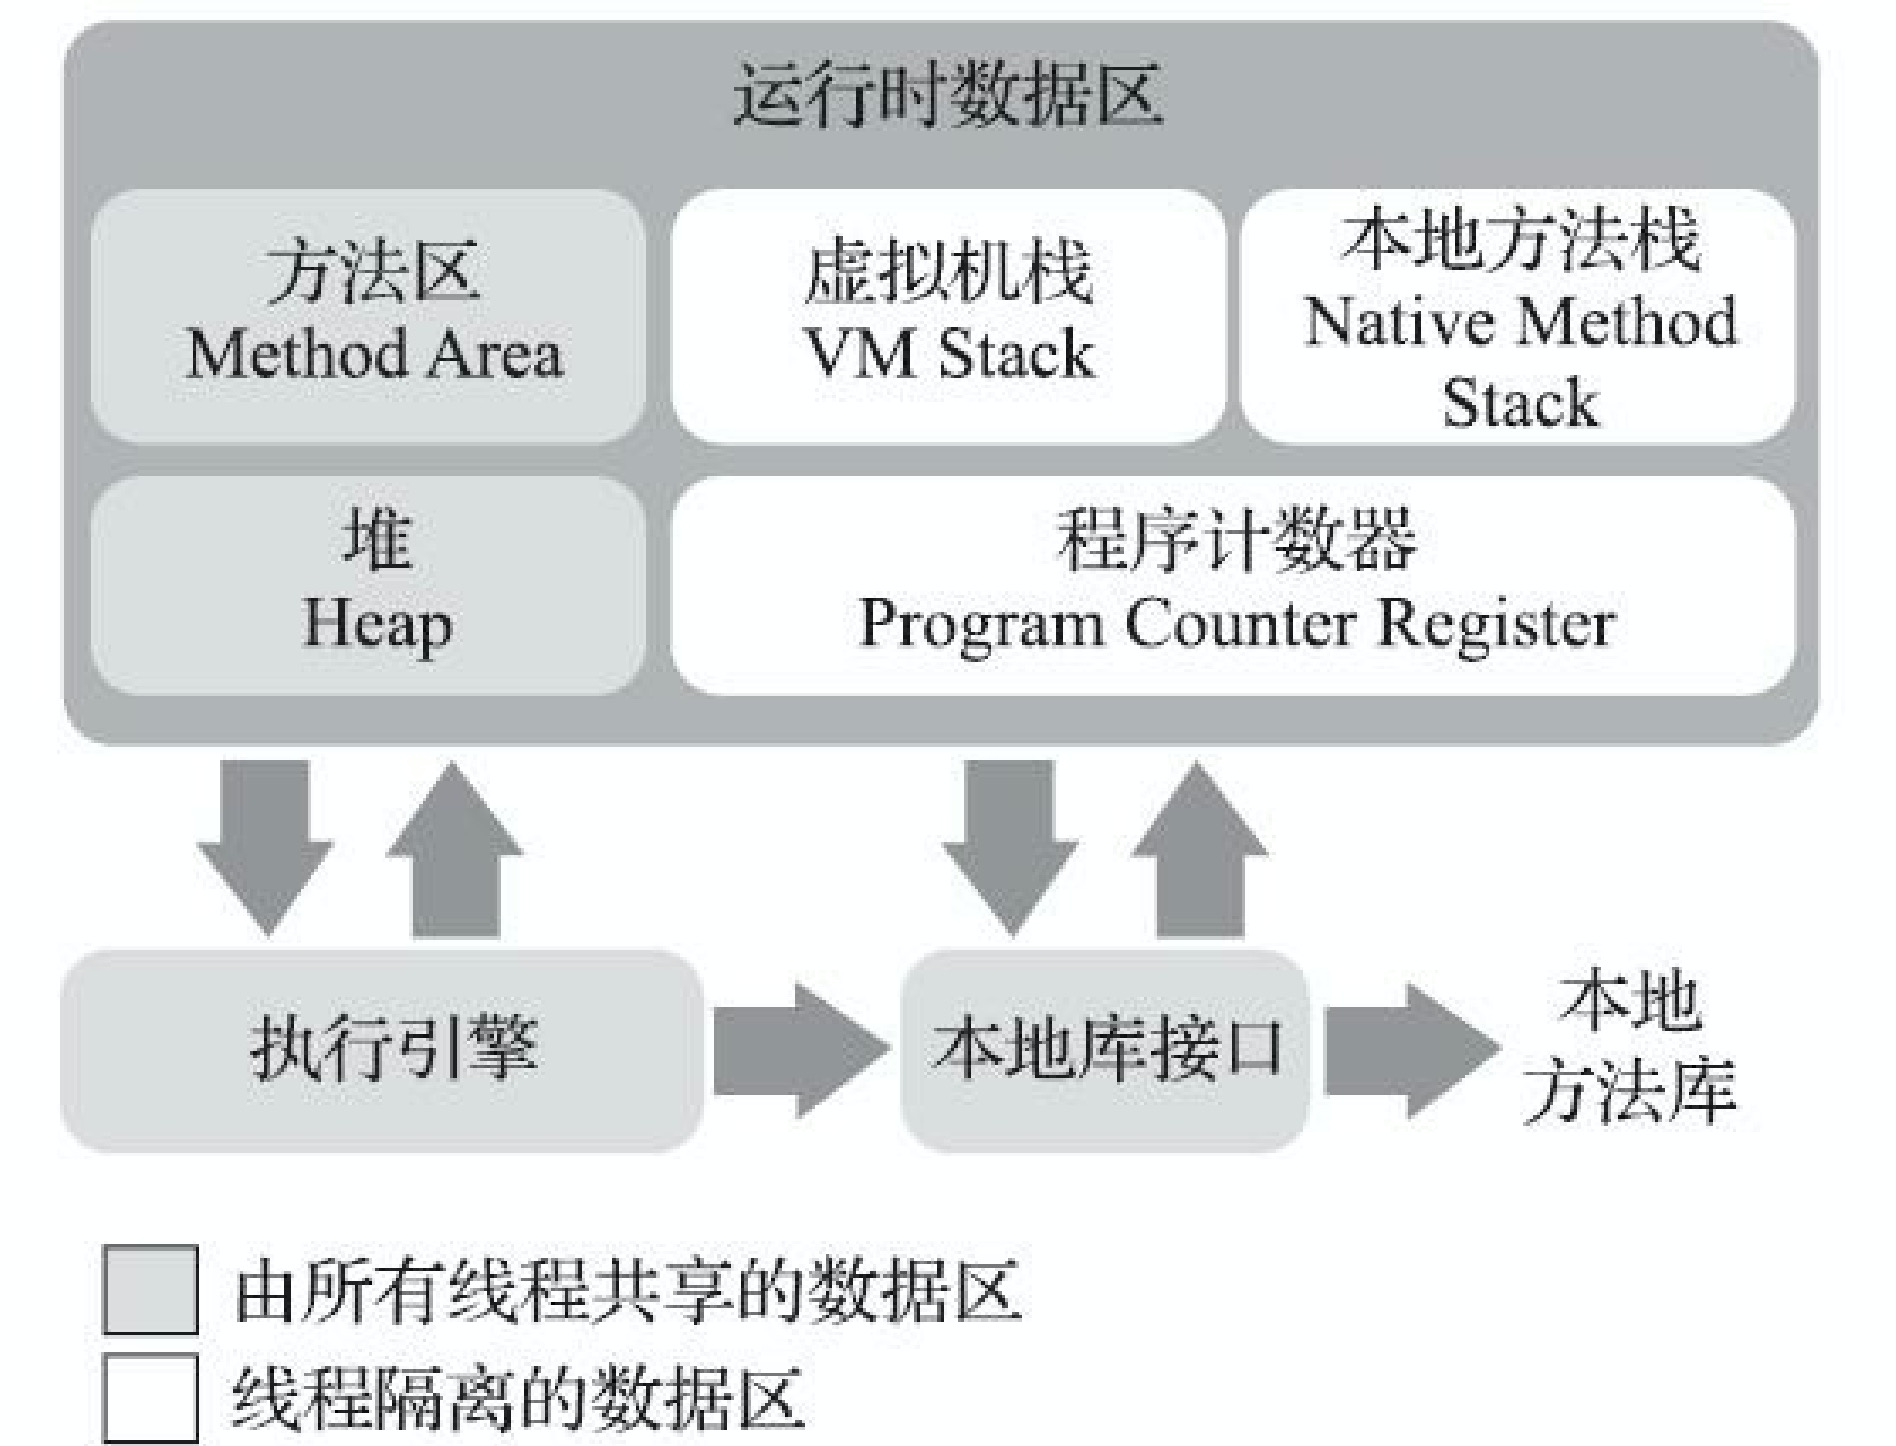 运行时数据区
方法区
Method Area
虚拟机栈
VM Stack
本地方法栈
Native Method
Stack
堆
Heap
程序计数器
Program Counter Register
执行引擎
本地库接口
本地
方法库
由所有线程共享的数据区
线程隔离的数据区